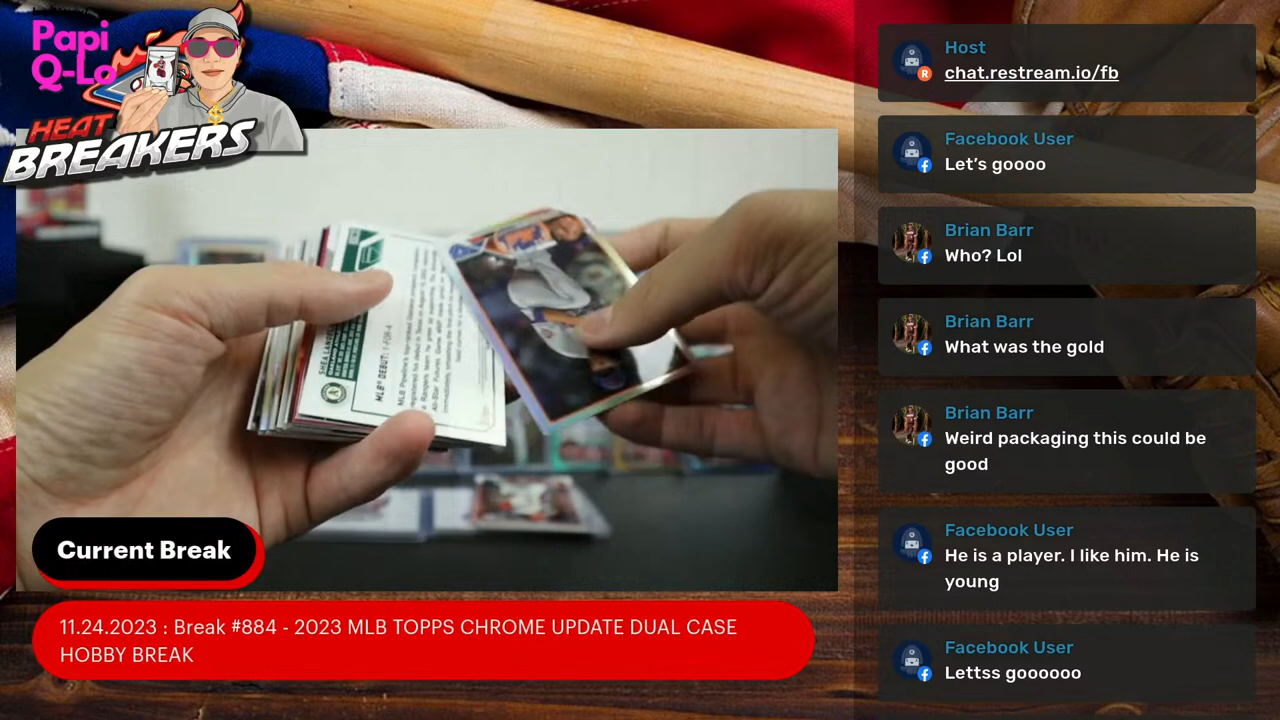 Papi
Q-Lo
HEAT
BREAKERS
MLB® DEBUT: 1-FOR-4
Current Break
11.24.2023 : Break #884 - 2023 MLB TOPPS CHROME UPDATE DUAL CASE
HOBBY BREAK
Host
chat.restream.io/fb
Facebook User
Let’s goooo
Brian Barr
Who? Lol
Brian Barr
What was the gold
Brian Barr
Weird packaging this could be
good
Facebook User
He is a player. I like him. He is
young
Facebook User
Lettss goooooo